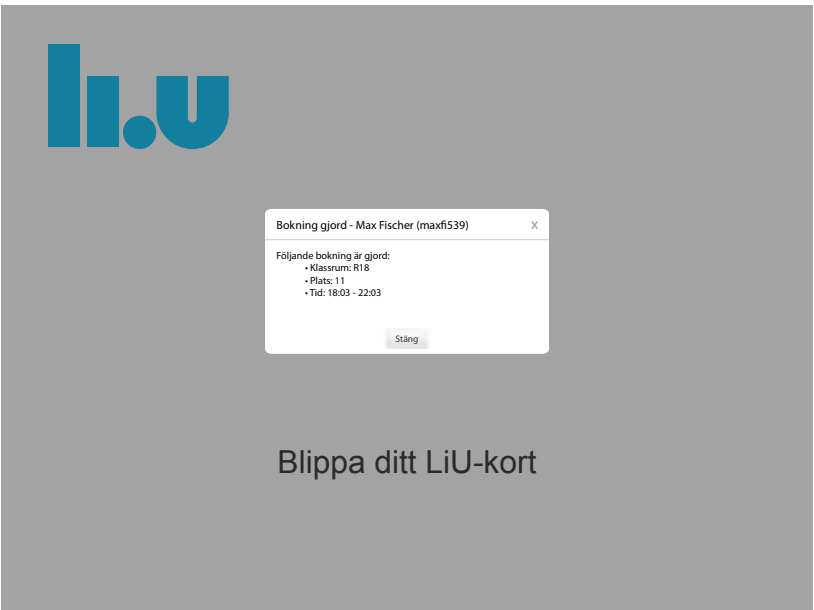 li.u
Bokning gjord - Max Fischer (maxfi539) X
Följande bokning är gjord:
• Klassrum: R18
• Plats: 11
• Tid: 18:03 - 22:03
Stäng
Blippa ditt LiU-kort